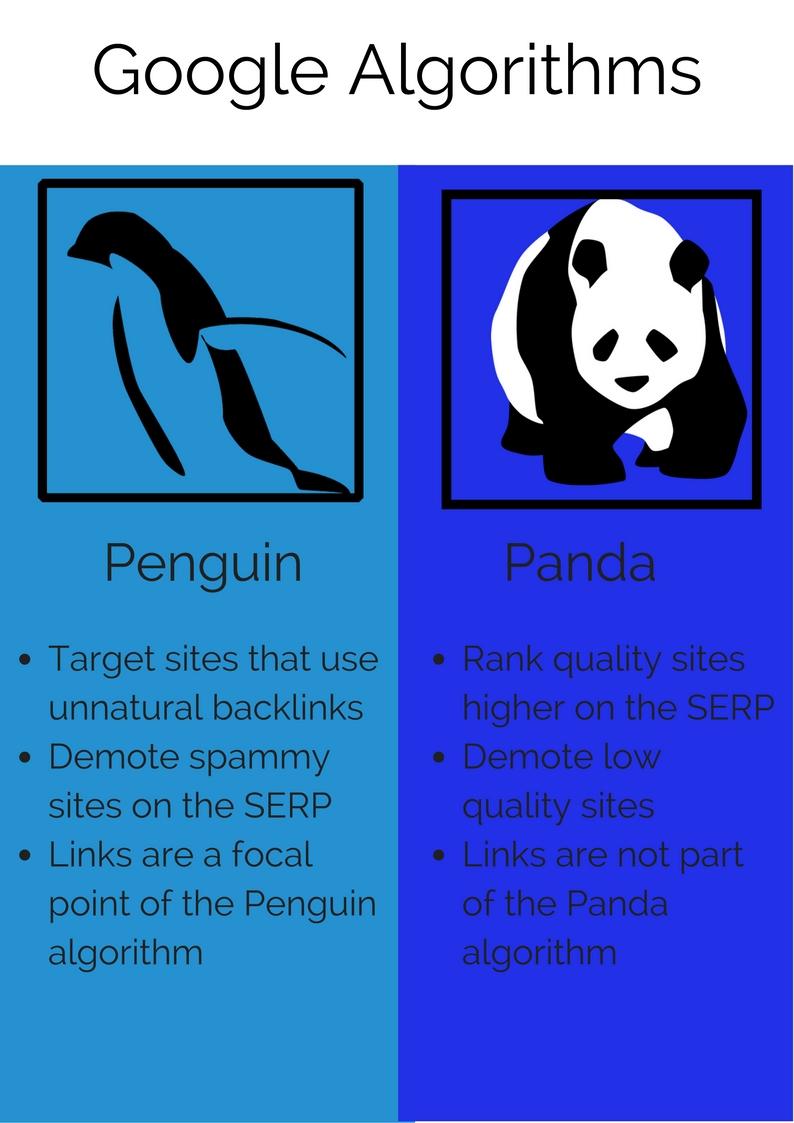 Google Algorithms
Penguin
• Target sites that use
unnatural backlinks
• Demote spammy
sites on the SERP
• Links are a focal
point of the Penguin
algorithm
Panda
• Rank quality sites
higher on the SERP
• Demote low
quality sites
• Links are not part
of the Panda
algorithm